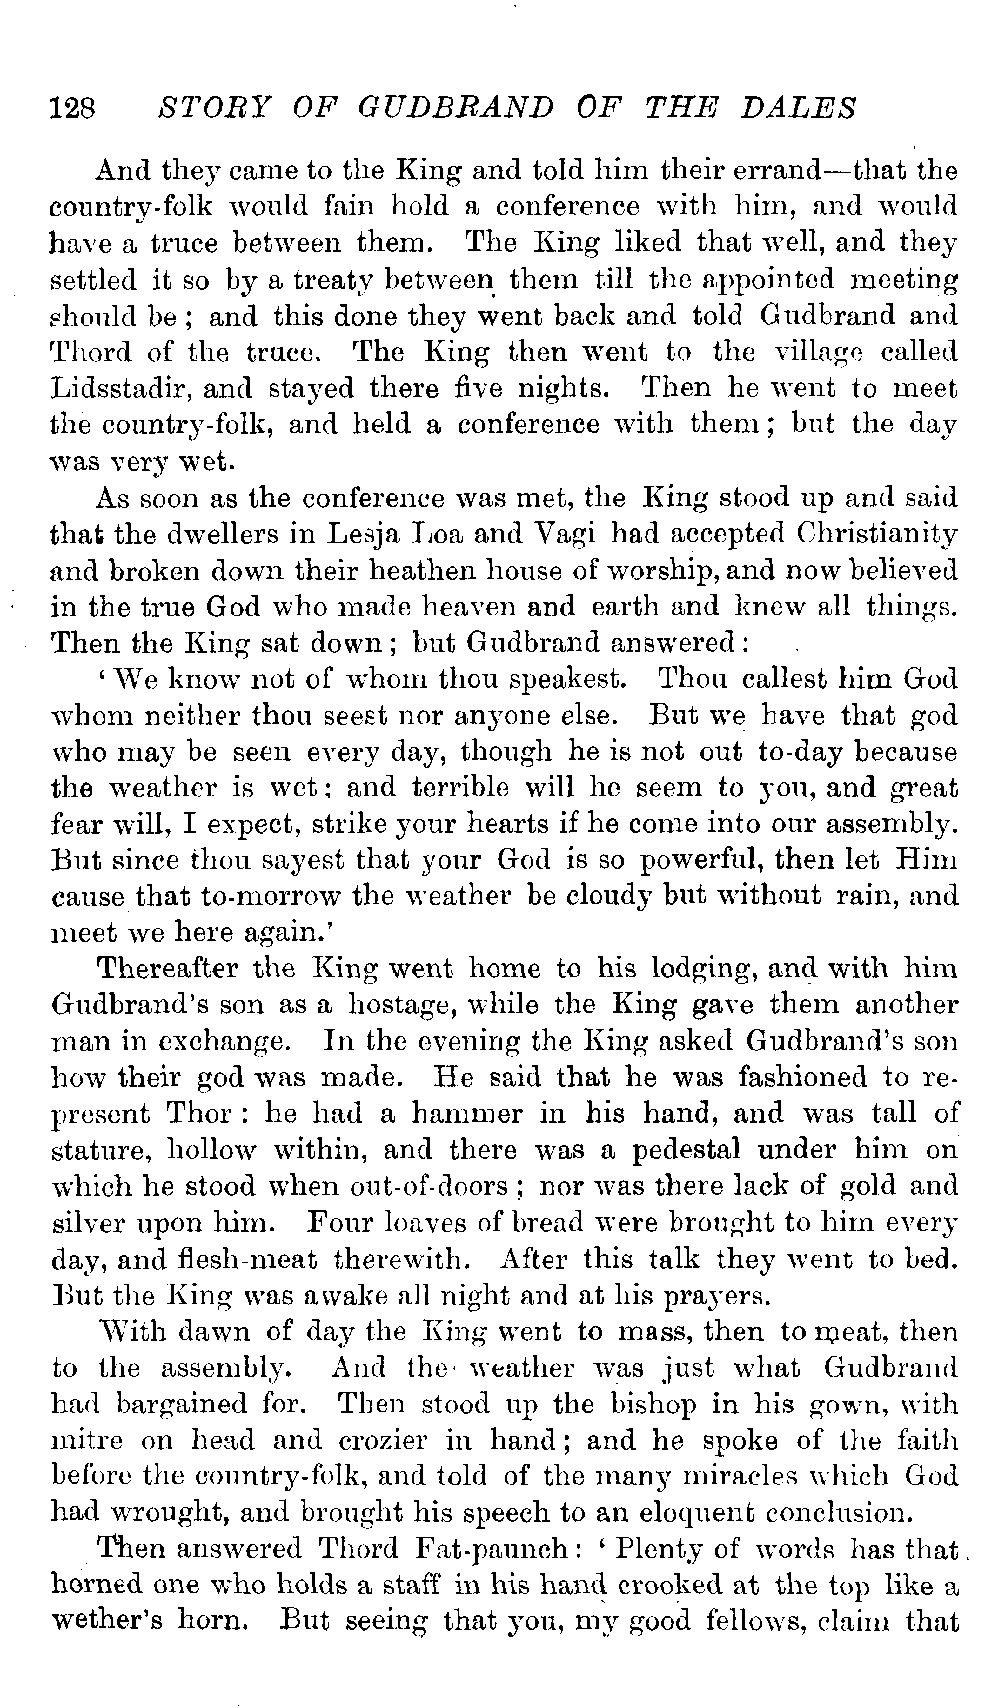 128 STORY OF GUDBRAND OF THE DALES
And they came to the King and told him their errand—that the
country-folk would fain hold a conference with him, and would
have a truce between them. The King liked that well, and they
settled it so by a treaty between them till the appointed meeting
should be; and this done they went back and told Gudbrand and
Thord of the truce. The King then went to the village called
Lidsstadir, and stayed there five nights. Then he went to meet
the country-folk, and held a conference with them; but the day
was very wet.
As soon as the conference was met, the King stood up and said
that the dwellers in Lesja Loa and Vagi had accepted Christianity
and broken down their heathen house of worship, and now believed
in the true God who made heaven and earth and knew all things.
Then the King sat down; but Gudbrand answered:
‘We know not of whom thou speakest. Thou callest him God
whom neither thou seest nor anyone else. But we have that god
who may be seen every day, though he is not out to-day because
the weather is wet: and terrible will he seem to you, and great
fear will, I expect, strike your hearts if he come into our assembly.
But since thou sayest that your God is so powerful, then let Him
cause that to-morrow the weather be cloudy but without rain, and
meet we here again.’
Thereafter the King went home to his lodging, and with him
Gudbrand's son as a hostage, while the King gave them another
man in exchange. In the evening the King asked Gudbrand's son
how their god was made. He said that he was fashioned to re-
present Thor: he had a hammer in his hand, and was tall of
stature, hollow within, and there was a pedestal under him on
which he stood when out-of-doors; nor was there lack of gold and
silver upon him. Four loaves of bread were brought to him every
day, and flesh-meat therewith. After this talk they went to bed.
But the King was awake all night and at his prayers.
With dawn of day the King went to mass, then to meat, then
to the assembly. And the weather was just what Gudbrand
had bargained for. Then stood up the bishop in his gown, with
mitre on head and crozier in hand; and he spoke of the faith
before the country-folk, and told of the many miracles which God
had wrought, and brought his speech to an eloquent conclusion.
Then answered Thord Fat-paunch: ‘Plenty of words has that
horned one who holds a staff in his hand crooked at the top like a
wether's horn. But seeing that you, my good fellows, claim that